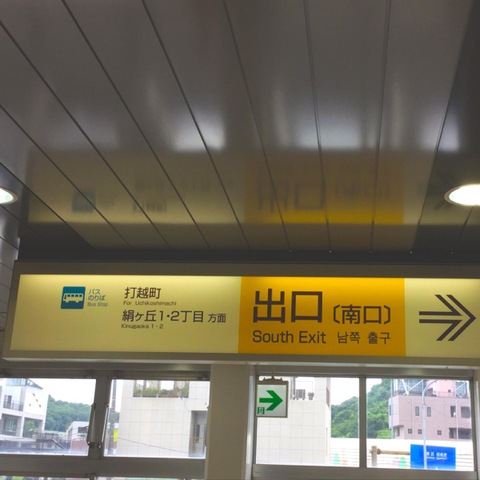 バス
のりば
Bus Stop
打越町
For Uchikoshimachi
絹ヶ丘1・2丁目 方面
Kinugaoka 1・2
出口〔南口〕
South Exit 남쪽 출구